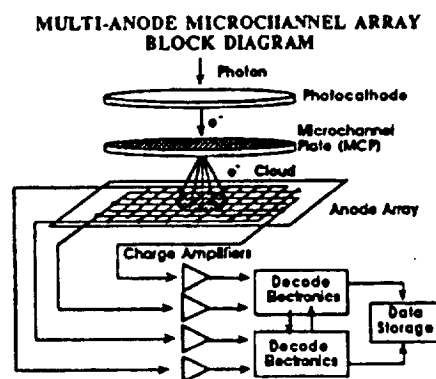 MULTI-ANODE MICROCHANNEL ARRAY
BLOCK DIAGRAM
Photon
Photocathode
e-
Microchannel
Plate (MCP)
e- Cloud
Anode Array
Charge Amplifiers
Decode
Electronics
Data
Storage
Decode
Electronics